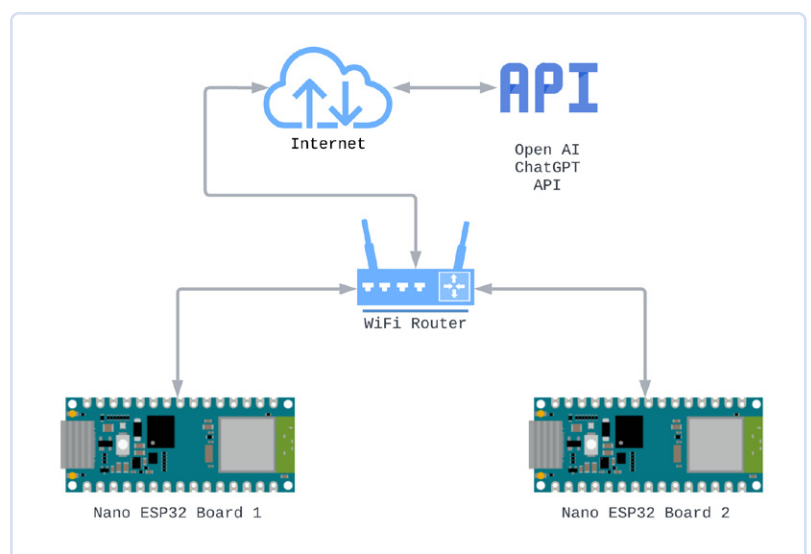 API
Internet
Open AI
ChatGPT
API
WiFi Router
Nano ESP32 Board 1
Nano ESP32 Board 2